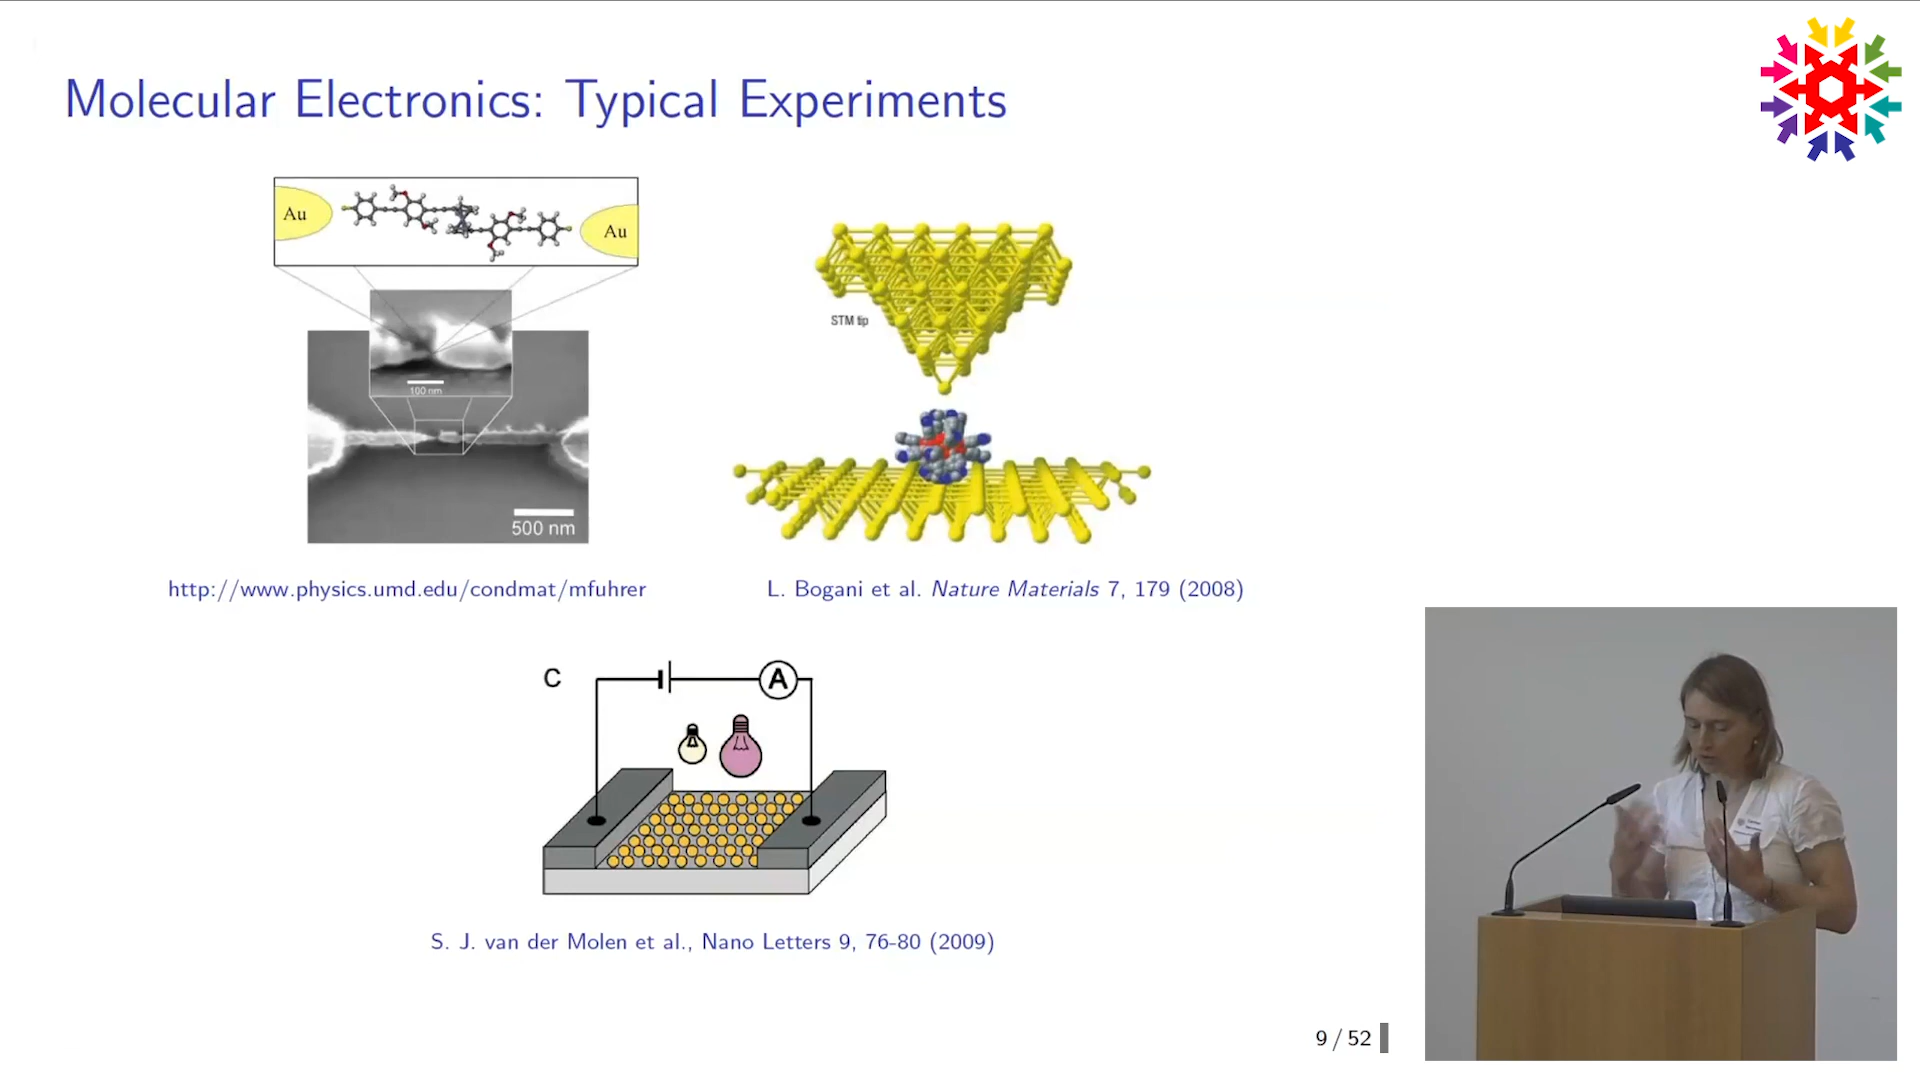 Molecular Electronics: Typical Experiments
Au
Au
100 nm
500 nm
STM tip
http://www.physics.umd.edu/condmat/mfuhrer
L. Bogani et al. Nature Materials 7, 179 (2008)
C
A
S. J. van der Molen et al., Nano Letters 9, 76-80 (2009)
9 / 52